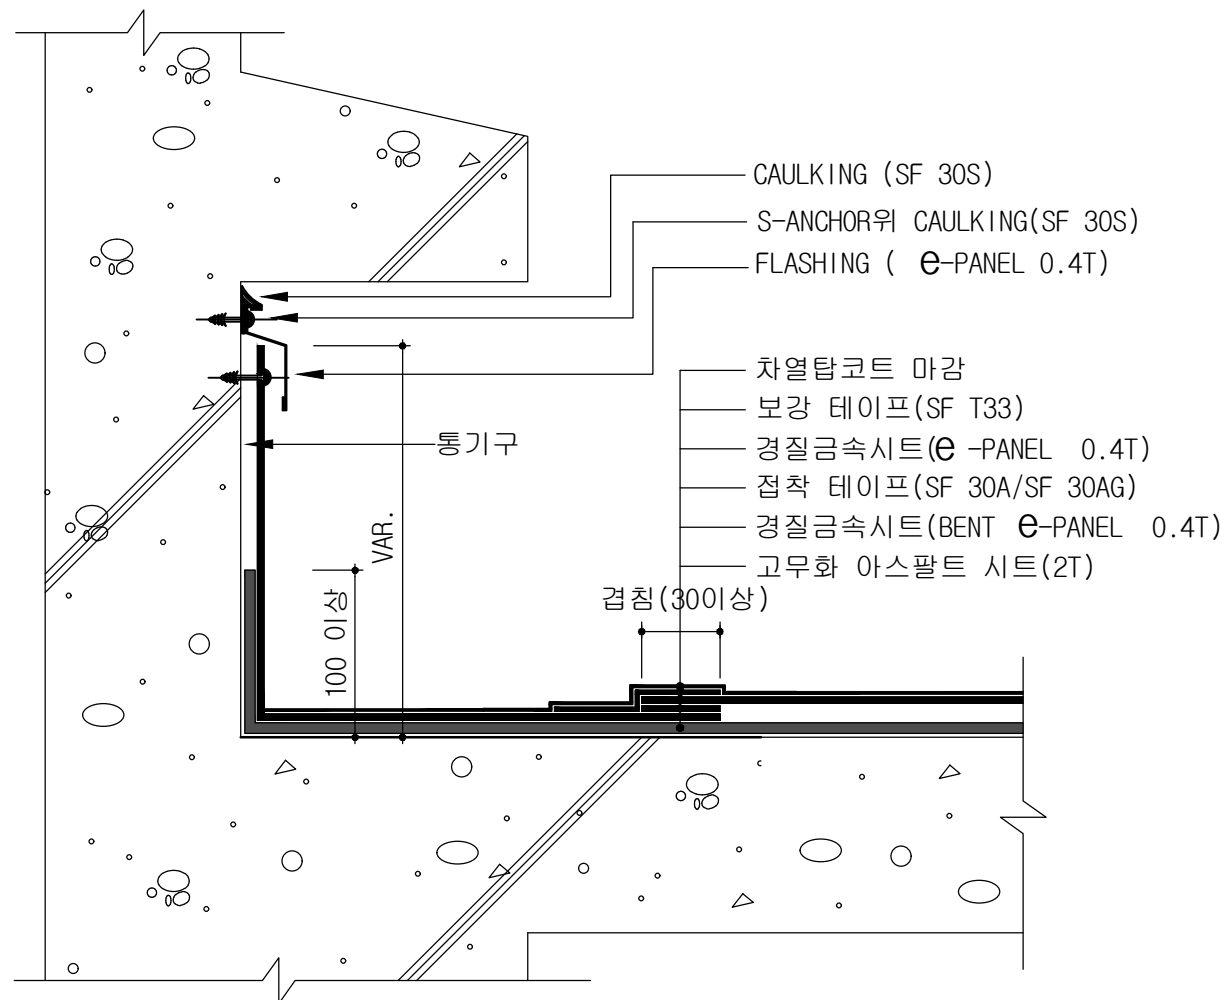 CAULKING (SF 30S)
S-ANCHOR위 CAULKING(SF 30S)
FLASHING ( e-PANEL 0.4T)
차열탑코트 마감
보강 테이프(SF T33)
통기구
경질금속시트(e -PANEL 0.4T)
접착 테이프(SF 30A/SF 30AG)
경질금속시트(BENT e-PANEL 0.4T)
고무화 아스팔트 시트(2T)
VAR.
100 이상
겹침(30이상)